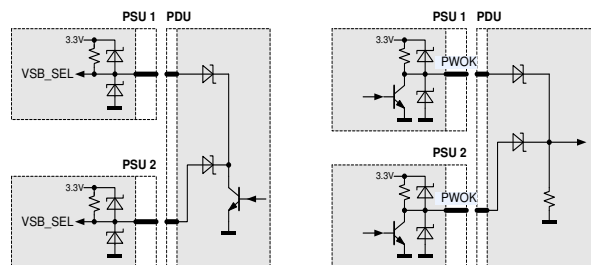 PSU 1 PDU
3.3V
VSB_SEL
PSU 2
3.3V
VSB_SEL
PSU 1 PDU
3.3V
PWOK
PSU 2
3.3V
PWOK